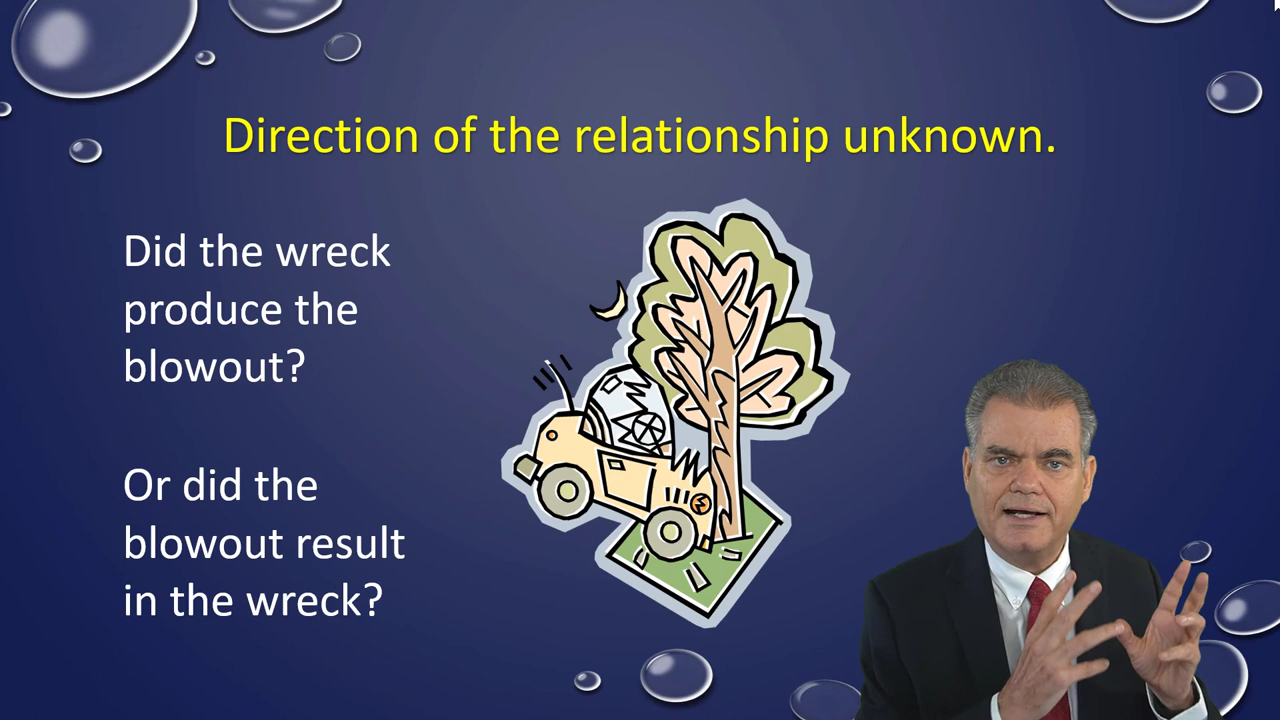 Direction of the relationship unknown.
Did the wreck
produce the
blowout?
Or did the
blowout result
in the wreck?